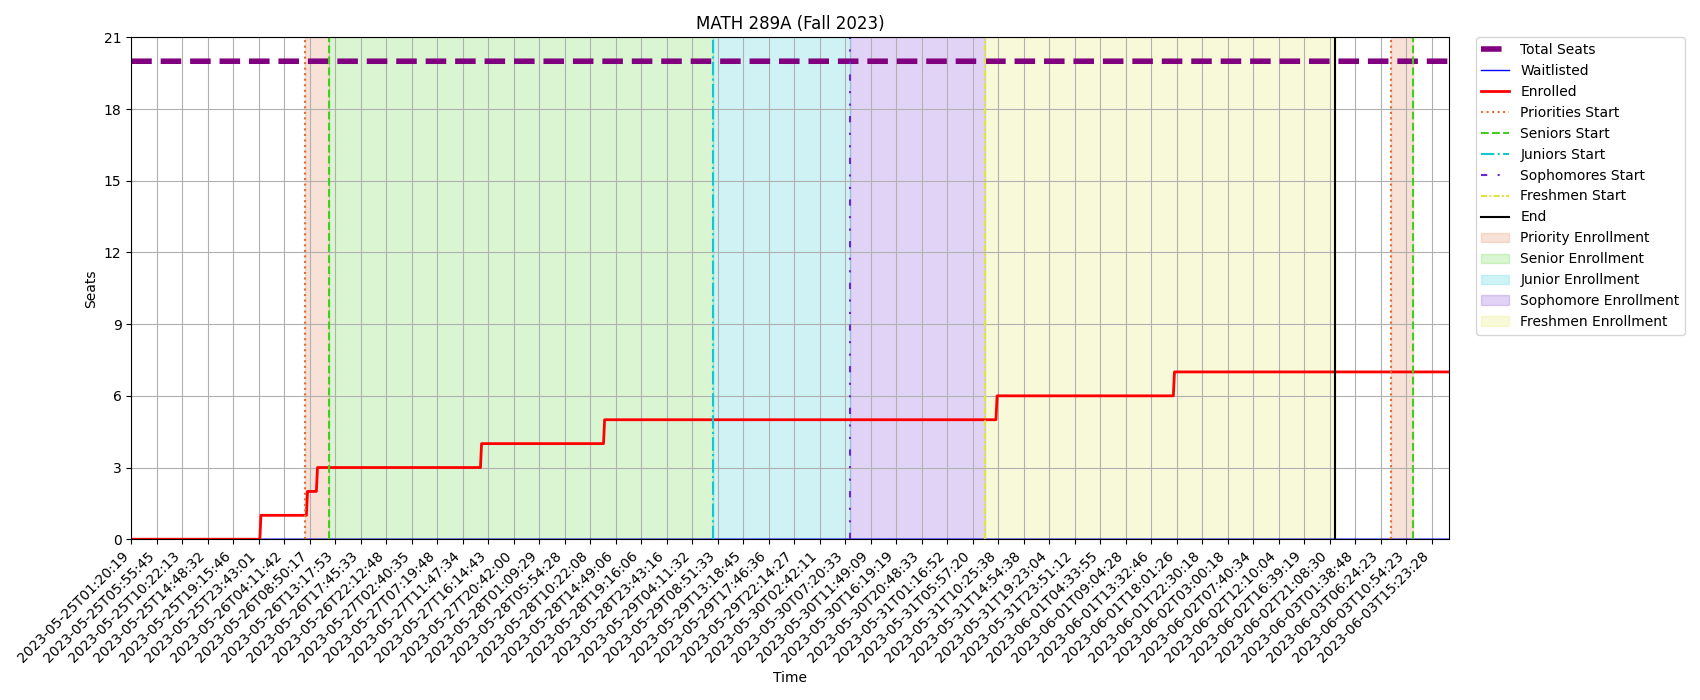 MATH 289A (Fall 2023)
21
18
15
12
9
6
3
0
Seats
2023-05-25T01:20:19
2023-05-25T05:55:45
2023-05-25T10:22:13
2023-05-25T14:48:32
2023-05-25T19:15:46
2023-05-25T23:43:01
2023-05-26T04:11:42
2023-05-26T08:50:17
2023-05-26T13:17:53
2023-05-26T17:45:33
2023-05-26T22:12:48
2023-05-27T02:40:35
2023-05-27T07:19:48
2023-05-27T11:47:34
2023-05-27T16:14:43
2023-05-27T20:42:00
2023-05-28T01:09:29
2023-05-28T05:54:28
2023-05-28T10:22:08
2023-05-28T14:49:06
2023-05-28T19:16:06
2023-05-28T23:43:16
2023-05-29T04:11:32
2023-05-29T08:51:33
2023-05-29T13:18:45
2023-05-29T17:46:36
2023-05-29T22:14:27
2023-05-30T02:42:11
2023-05-30T07:20:33
2023-05-30T11:49:09
2023-05-30T16:19:19
2023-05-30T20:48:33
2023-05-31T01:16:52
2023-05-31T05:57:20
2023-05-31T10:25:38
2023-05-31T14:54:38
2023-05-31T19:23:04
2023-05-31T23:51:12
2023-06-01T04:33:55
2023-06-01T09:04:28
2023-06-01T13:32:46
2023-06-01T18:01:26
2023-06-01T22:30:18
2023-06-02T03:00:18
2023-06-02T07:40:34
2023-06-02T12:10:04
2023-06-02T16:39:19
2023-06-02T21:08:30
2023-06-03T01:38:48
2023-06-03T06:24:23
2023-06-03T10:54:23
2023-06-03T15:23:28
Time
Total Seats
Waitlisted
Enrolled
Priorities Start
Seniors Start
Juniors Start
Sophomores Start
Freshmen Start
End
Priority Enrollment
Senior Enrollment
Junior Enrollment
Sophomore Enrollment
Freshmen Enrollment